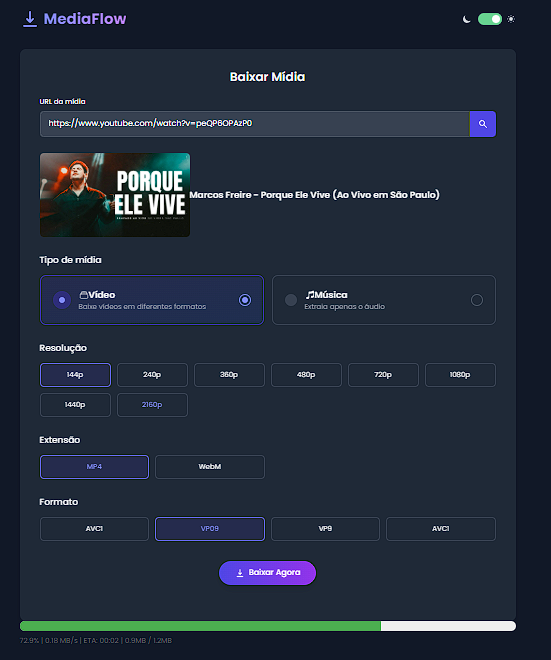 MediaFlow
Baixar Mídia
URL da mídia
https://www.youtube.com/watch?v=peQP6OPAzP0
PORQUE
ELE VIVE
Marcos Freire - Porque Ele Vive (Ao Vivo em São Paulo)
Tipo de mídia
Vídeo
Baixe vídeos em diferentes formatos
Música
Extraia apenas o áudio
Resolução
144p 240p 360p 480p 720p 1080p
1440p 2160p
Extensão
MP4 WebM
Formato
AVC1 VP09 VP9 AVC1
Baixar Agora
72.9% | 0.18 MB/s | ETA: 00:02 | 0.9MB / 1.2MB